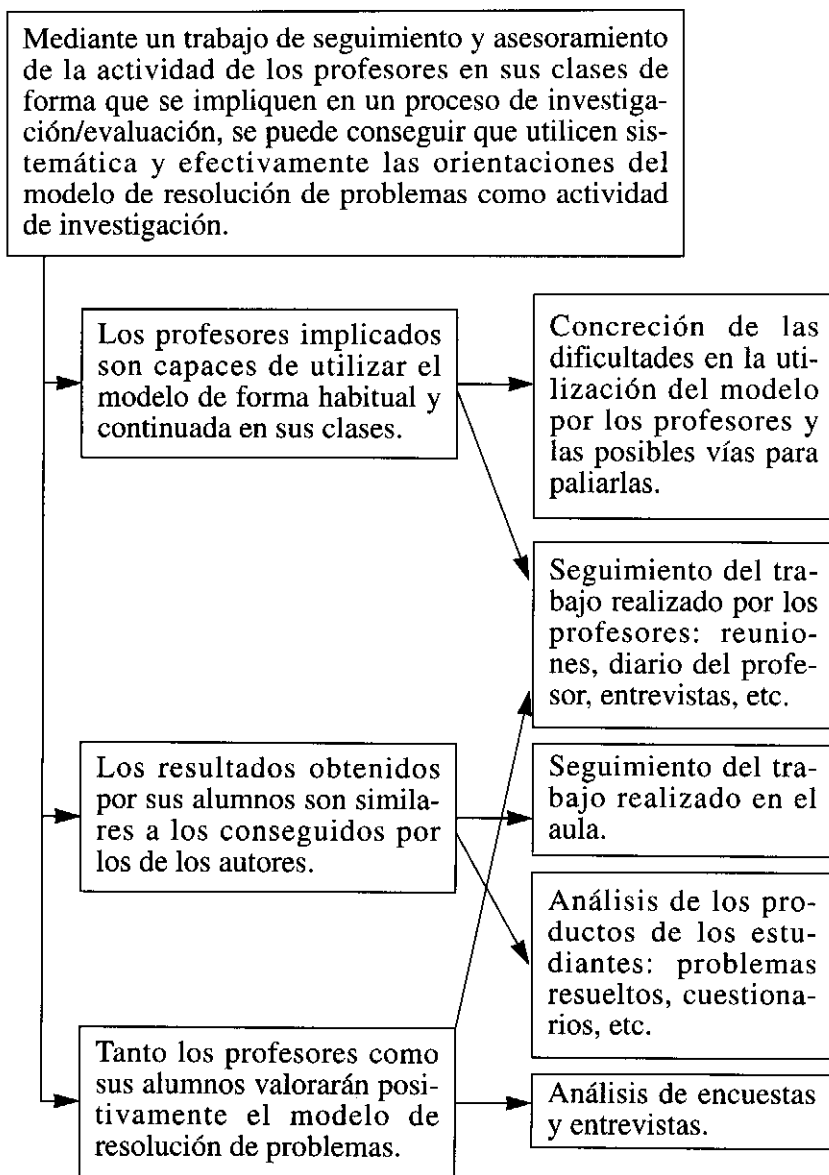 Mediante un trabajo de seguimiento y asesoramiento
de la actividad de los profesores en sus clases de
forma que se impliquen en un proceso de investiga-
ción/evaluación, se puede conseguir que utilicen sis-
temática y efectivamente las orientaciones del
modelo de resolución de problemas como actividad
de investigación.
Los profesores implicados
son capaces de utilizar el
modelo de forma habitual y
continuada en sus clases.
Concreción de las
dificultades en la uti-
lización del modelo
por los profesores y
las posibles vías para
paliarlas.
Seguimiento del tra-
bajo realizado por los
profesores: reunio-
nes, diario del profe-
sor, entrevistas, etc.
Los resultados obtenidos
por sus alumnos son simila-
res a los conseguidos por
los de los autores.
Seguimiento del tra-
bajo realizado en el
aula.
Análisis de los pro-
ductos de los estu-
diantes: problemas
resueltos, cuestiona-
rios, etc.
Tanto los profesores como
sus alumnos valorarán posi-
tivamente el modelo de
resolución de problemas.
Análisis de encuestas
y entrevistas.